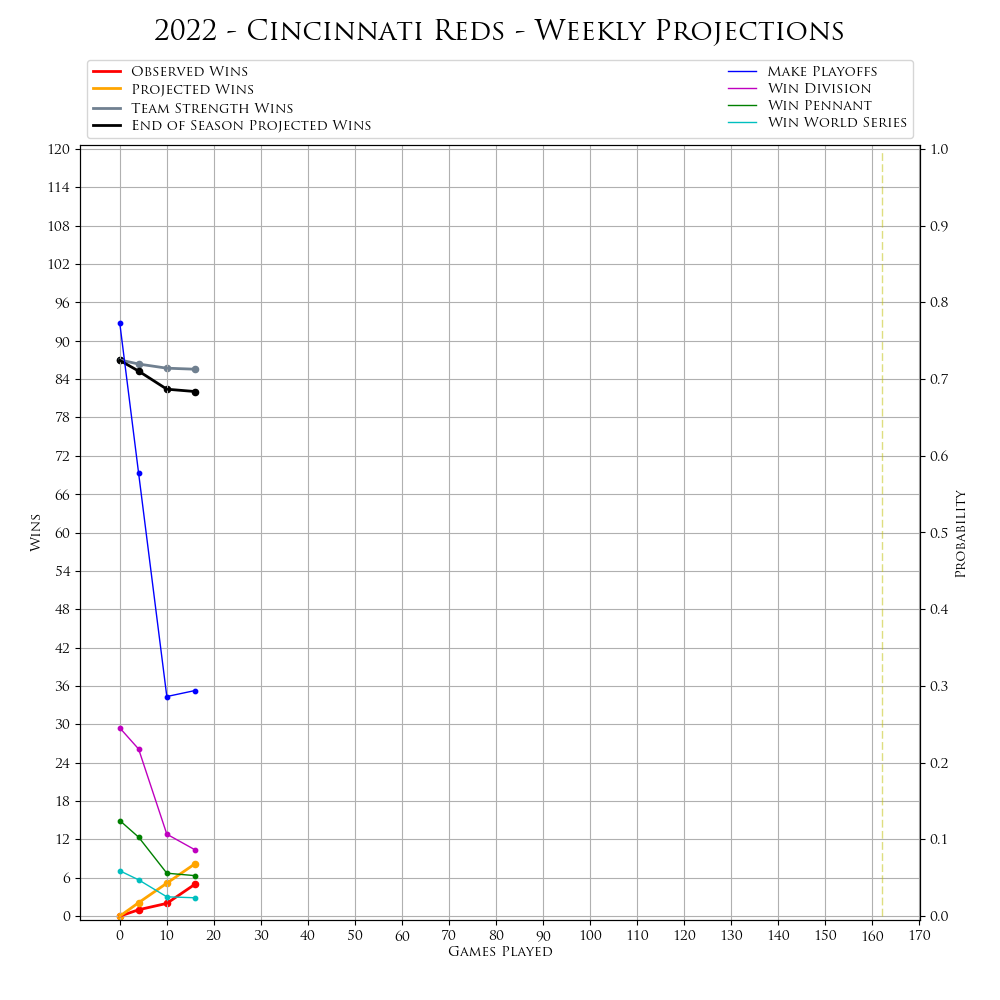 2022 - Cincinnati Reds - Weekly Projections
Observed Wins
Projected Wins
Team Strength Wins
End of Season Projected Wins
Make Playoffs
Win Division
Win Pennant
Win World Series
120
114
108
102
96
90
84
78
72
66
60
54
48
42
36
30
24
18
12
6
0
Wins
1.0
0.9
0.8
0.7
0.6
0.5
0.4
0.3
0.2
0.1
0.0
Probability
0 10 20 30 40 50 60 70 80 90 100 110 120 130 140 150 160 170
Games Played